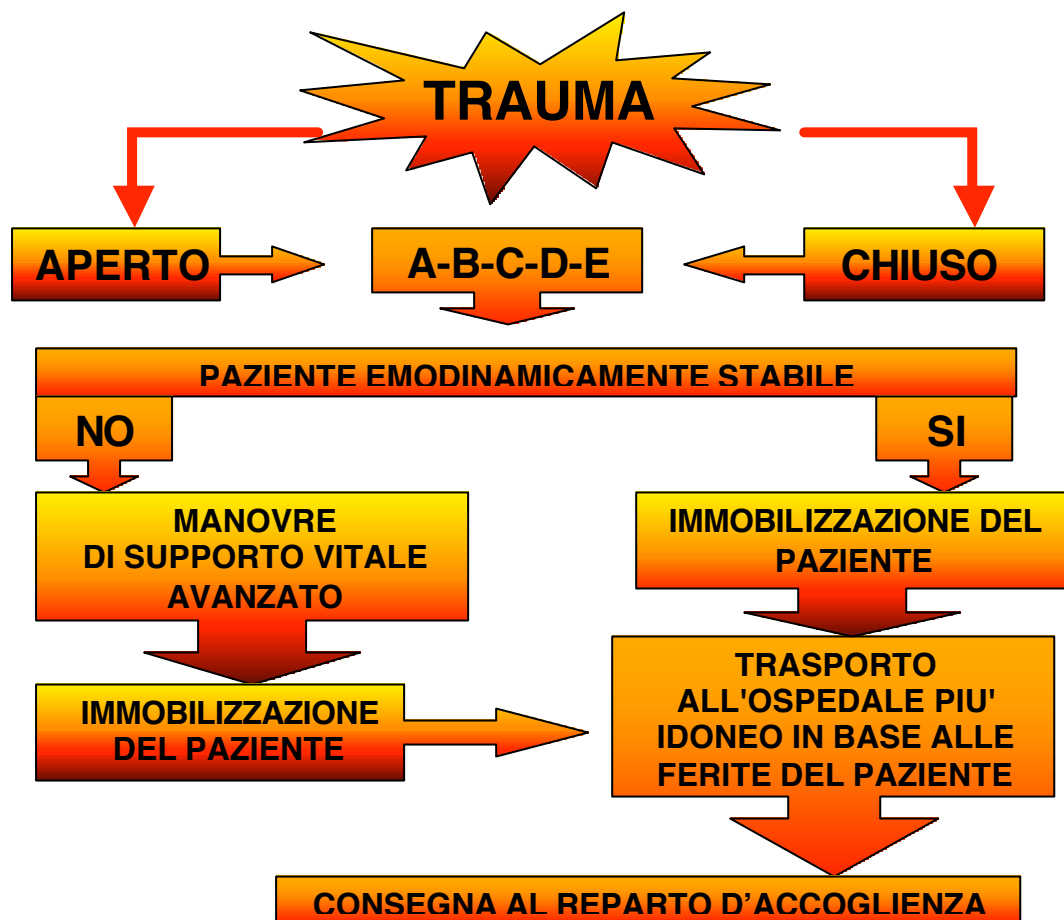 TRAUMA
APERTO
A-B-C-D-E
CHIUSO
PAZIENTE EMODINAMICAMENTE STABILE
NO
SI
MANOVRE
DI SUPPORTO VITALE
AVANZATO
IMMOBILIZZAZIONE DEL
PAZIENTE
IMMOBILIZZAZIONE
DEL PAZIENTE
TRASPORTO
ALL'OSPEDALE PIU'
IDONEO IN BASE ALLE
FERITE DEL PAZIENTE
CONSEGNA AL REPARTO D’ACCOGLIENZA